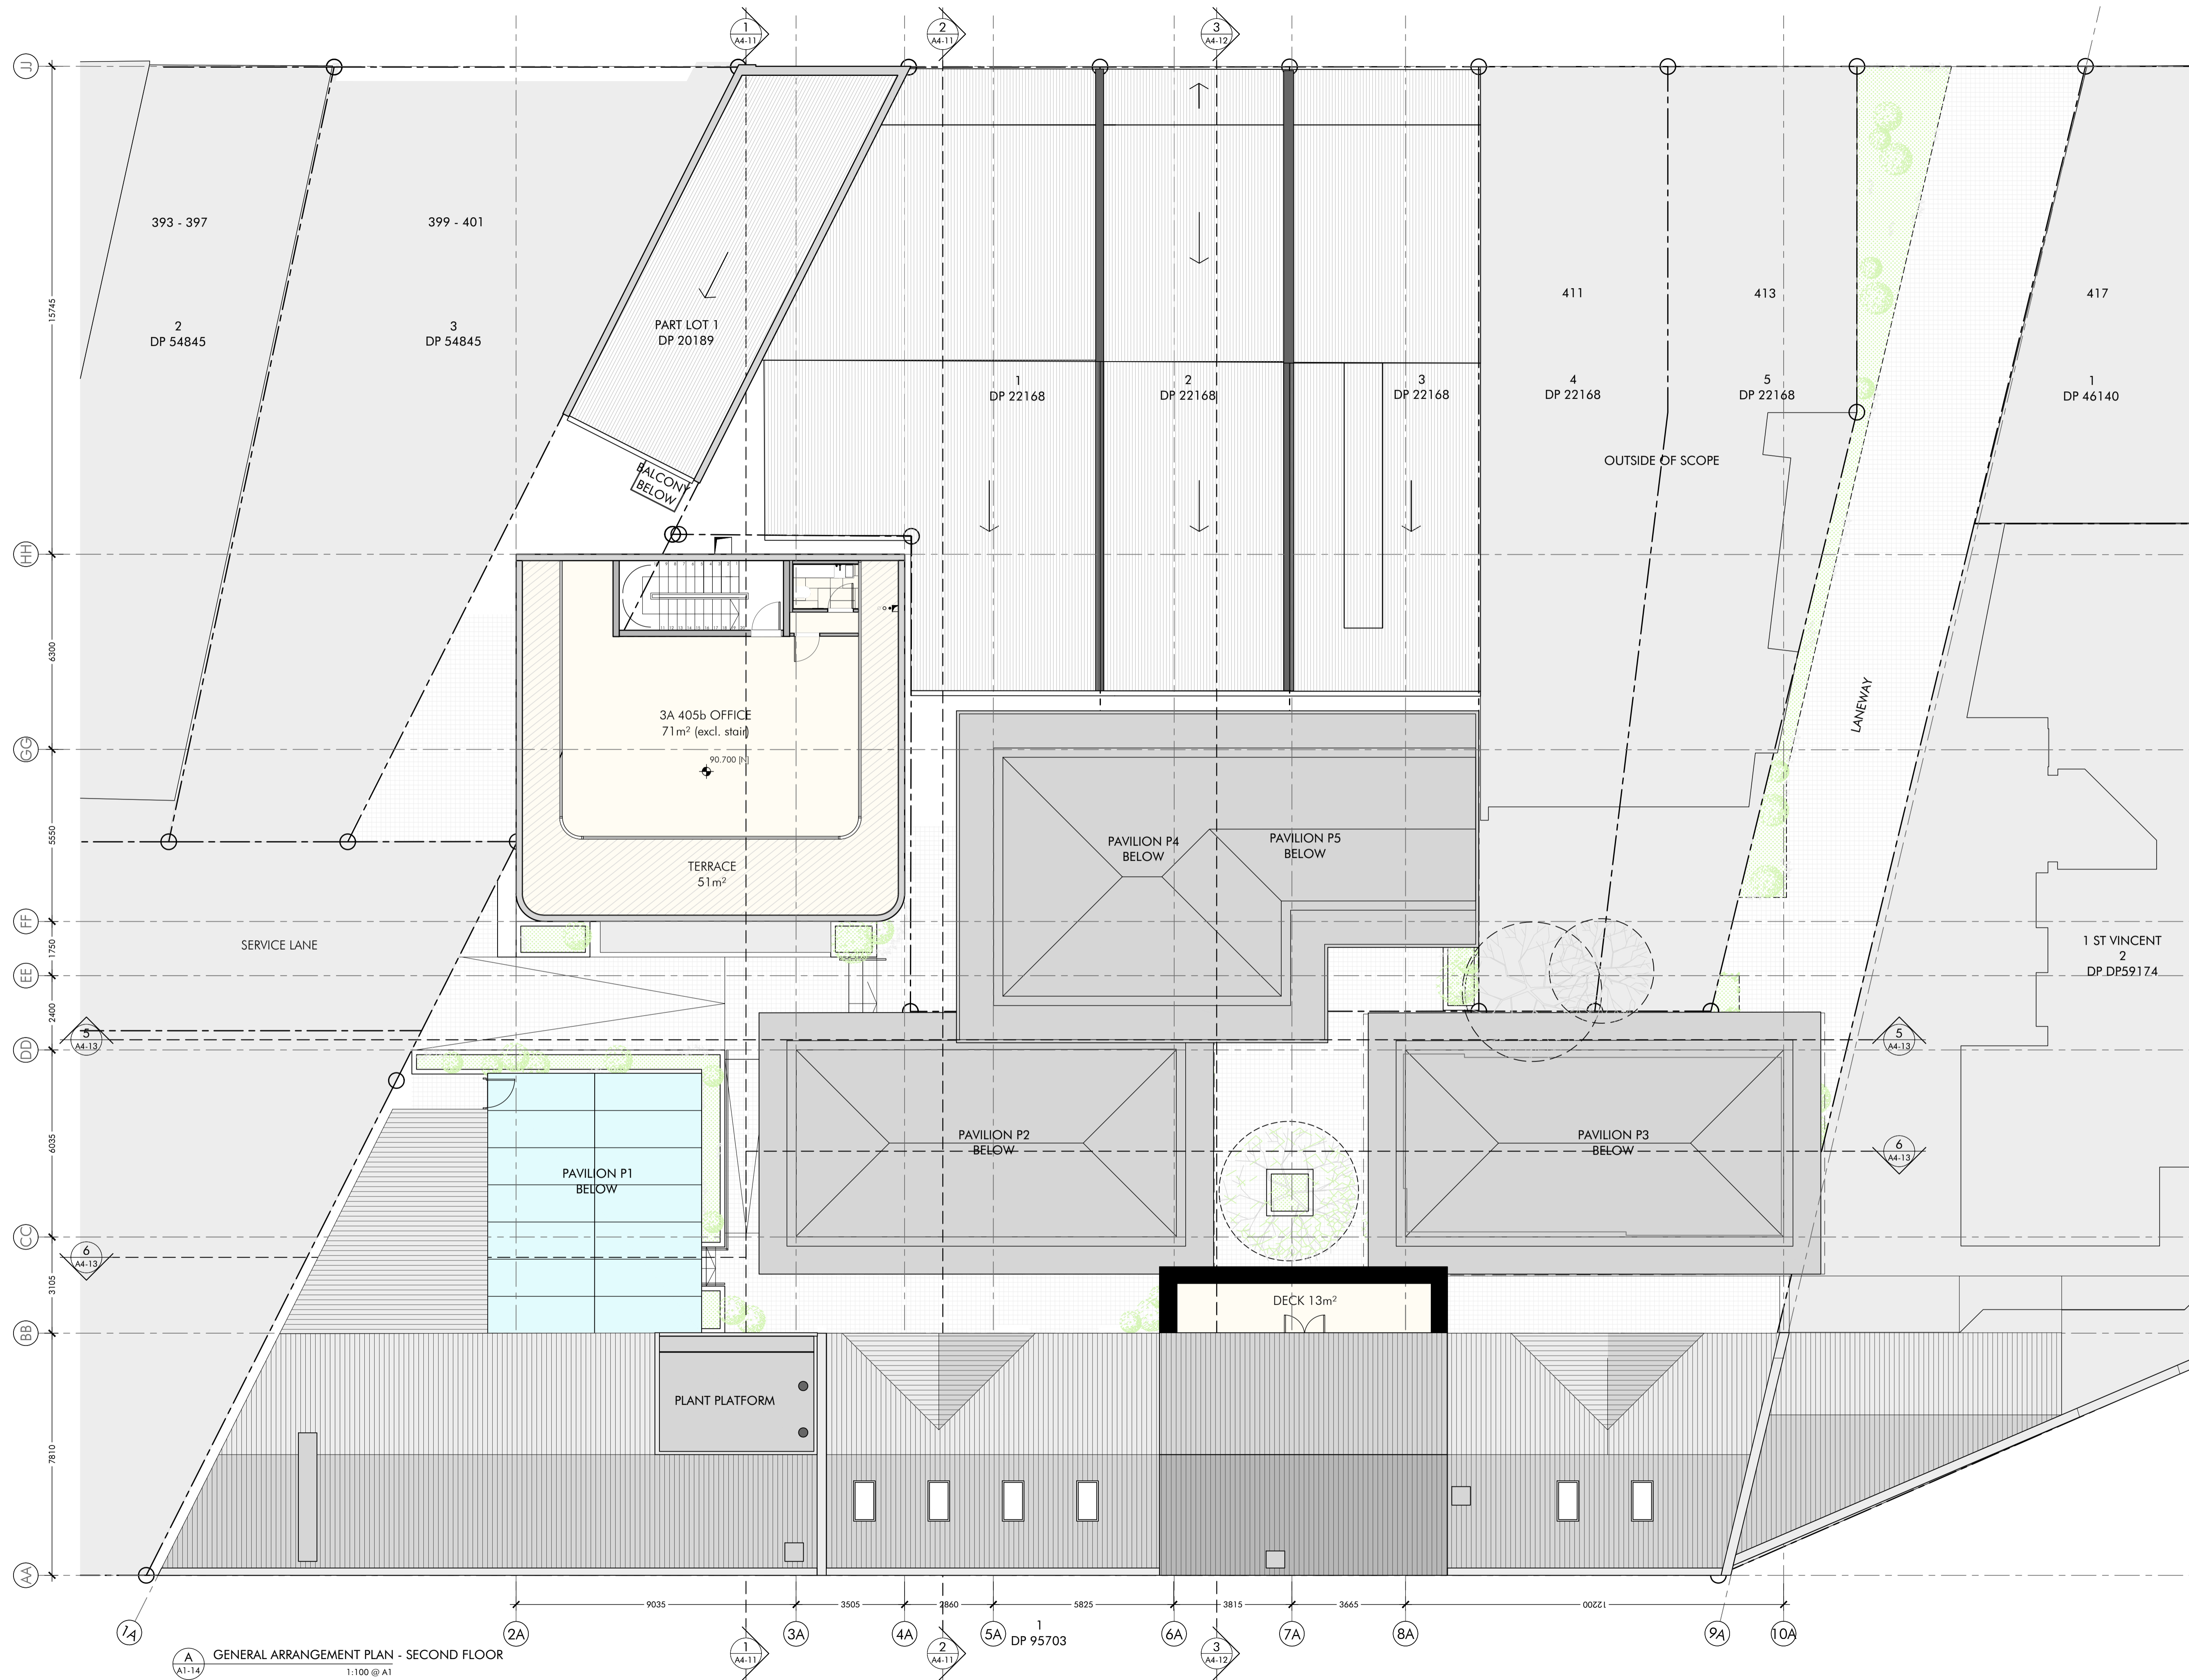 1
A4-11
2
A4-11
3
A4-12
JJ
393 - 397
399 - 401
411
413
417
15745
2
DP 54845
3
DP 54845
PART LOT 1
DP 20189
1
DP 22168
2
DP 22168
3
DP 22168
4
DP 22168
5
DP 22168
1
DP 46140
OUTSIDE OF SCOPE
BALCONY
BELOW
HH
6300
LANEWAY
3A 405b OFFICE
71m² (excl. stair)
90.700 [N]
GG
5550
PAVILION P4
BELOW
PAVILION P5
BELOW
TERRACE
51m²
FF
1750
SERVICE LANE
1 ST VINCENT
2
DP DP59174
EE
2400
5
A4-13
5
A4-13
DD
6035
PAVILION P1
BELOW
PAVILION P2
BELOW
PAVILION P3
BELOW
6
A4-13
CC
6
A4-13
3105
DECK 13m²
BB
PLANT PLATFORM
7810
AA
9035
3505
2860
5825
3815
3665
12200
1A
2A
3A
4A
5A
6A
7A
8A
9A
10A
1
DP 95703
1
A4-11
2
A4-11
3
A4-12
A
A1-14
GENERAL ARRANGEMENT PLAN - SECOND FLOOR
1:100 @ A1